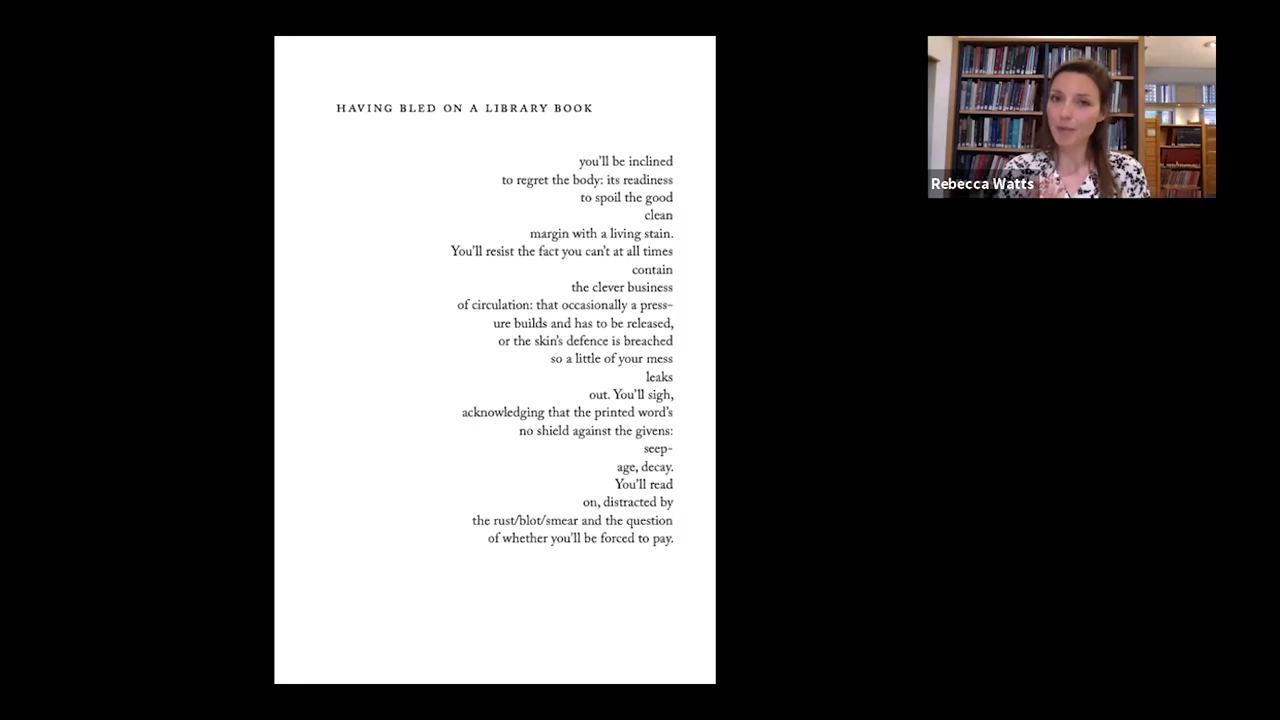 HAVING BLED ON A LIBRARY BOOK
you'll be inclined
to regret the body: its readiness
to spoil the good
clean
margin with a living stain.
You'll resist the fact you can't at all times
contain
the clever business
of circulation: that occasionally a press-
ure builds and has to be released,
or the skin's defence is breached
so a little of your mess
leaks
out. You'll sigh,
acknowledging that the printed word's
no shield against the givens:
seep-
age, decay.
You'll read
on, distracted by
the rust/blot/smear and the question
of whether you'll be forced to pay.
Rebecca Watts